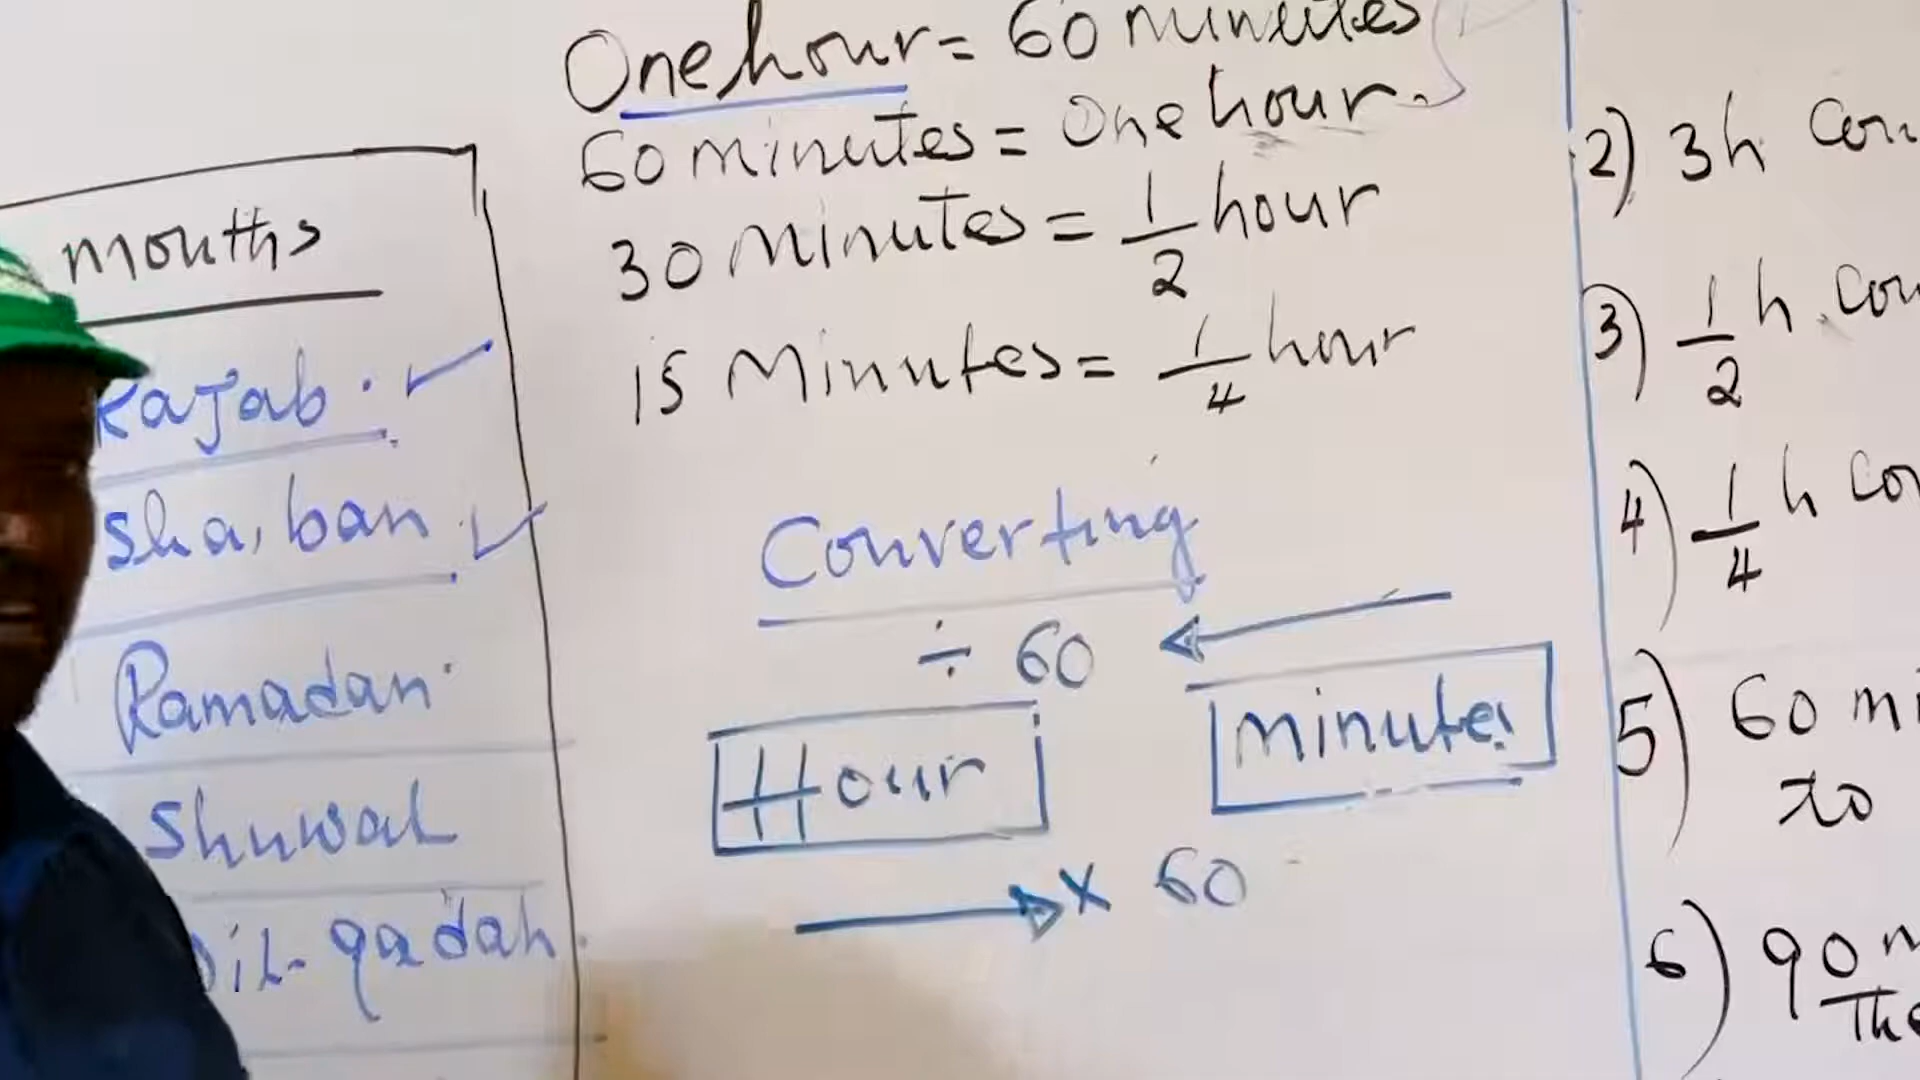 months
Rajab.
Sha,ban
Ramadan
Shuwal
il-qadah
One hour = 60 minutes
60 minutes = One hour.
30 minutes = 1/2 hour
15 Minutes = 1/4 hour
Converting
÷ 60
Hour
minutes
x 60
2) 3h
3) 1/2 h
4) 1/4 h
5) 60 mi
to
6) 90 m